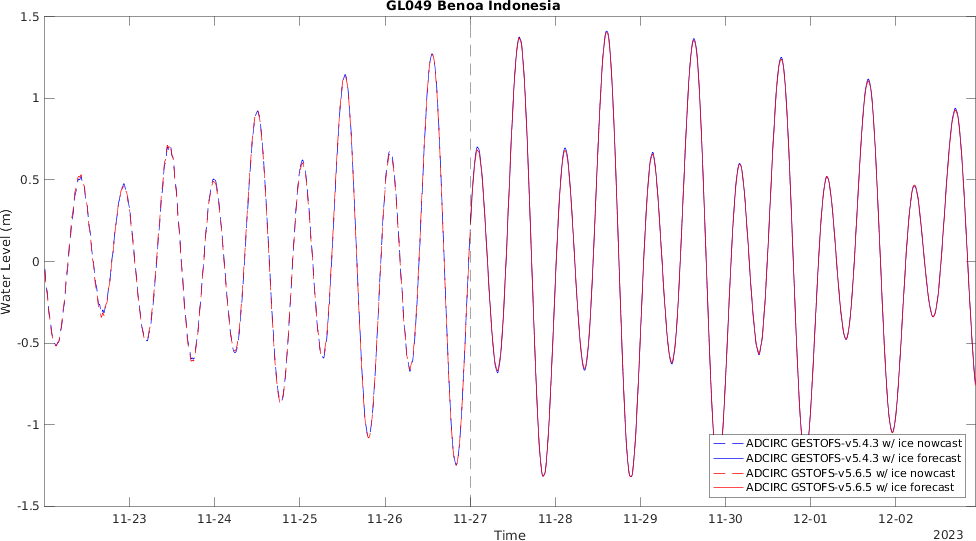 GL049 Benoa Indonesia
1.5
1
0.5
0
-0.5
-1
-1.5
Water Level (m)
11-23 11-24 11-25 11-26 11-27 11-28 11-29 11-30 12-01 12-02
Time
2023
ADCIRC GESTOFS-v5.4.3 w/ ice nowcast
ADCIRC GESTOFS-v5.4.3 w/ ice forecast
ADCIRC GSTOFS-v5.6.5 w/ ice nowcast
ADCIRC GSTOFS-v5.6.5 w/ ice forecast